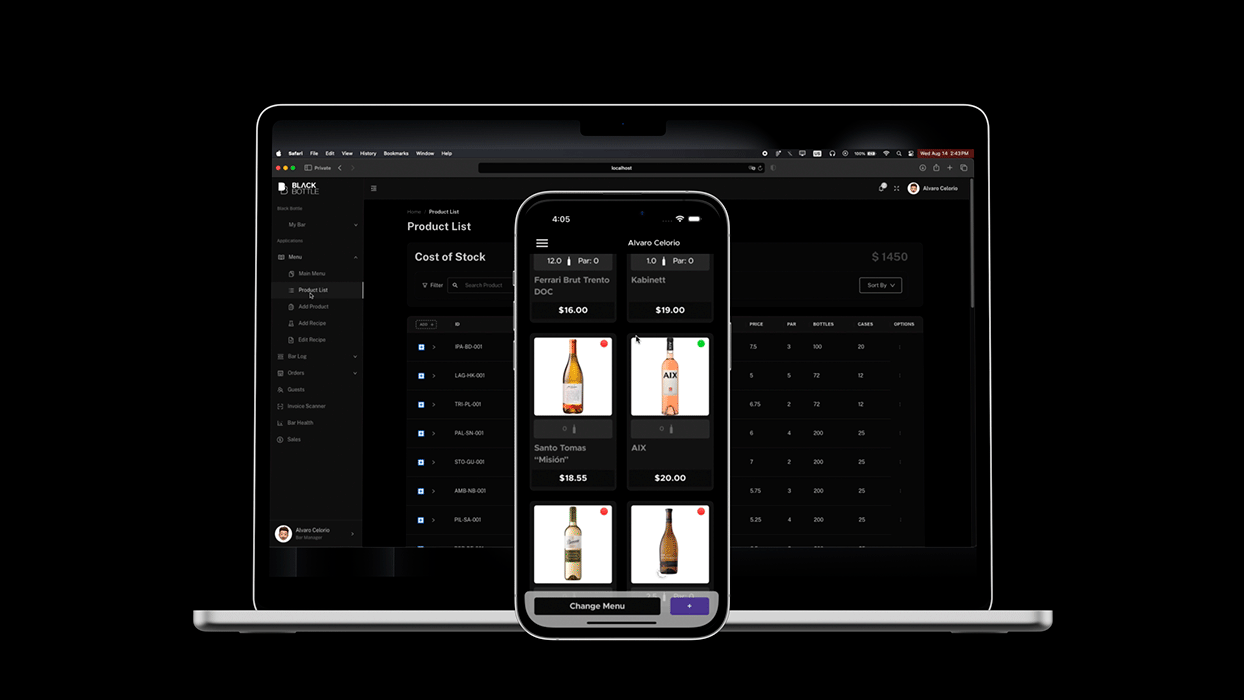 Safari File Edit View History Bookmarks Window Help
100%
Wed Aug 14 2:43PM
Private
localhost
BLACK
BOTTLE
Alvaro Celorio
Black Bottle
My Bar
Applications
Menu
Main Menu
Product List
Add Product
Add Recipe
Edit Recipe
Bar Log
Orders
Guests
Invoice Scanner
Bar Health
Sales
Alvaro Celorio
Bar Manager
Home / Product List
Product List
Cost of Stock
$ 1450
Filter
Search Product
Sort By
ID
PRICE PAR BOTTLES CASES OPTIONS
IPA-BD-001
7.5 3 100 20
LAG-HK-001
5 5 72 12
TRI-PL-001
6.75 2 72 12
PAL-SN-001
6 4 200 25
STO-GU-001
7 2 200 25
AMB-NB-001
5.75 3 200 25
PIL-SA-001
5.25 4 200 25
4:05
Alvaro Celorio
12.0 Par: 0
1.0 Par: 0
Ferrari Brut Trento
DOC
Kabinett
$16.00
$19.00
AIX
0
0
Santo Tomas
“Misión”
AIX
$18.55
$20.00
Change Menu
+